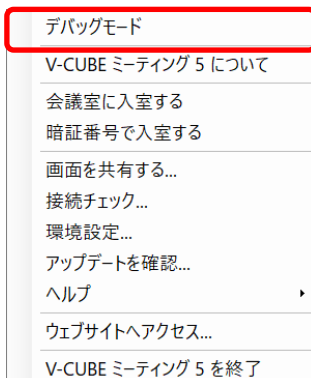 デバッグモード
V-CUBE ミーティング 5 について
会議室に入室する
暗証番号で入室する
画面を共有する...
接続チェック...
環境設定...
アップデートを確認...
ヘルプ
ウェブサイトへアクセス...
V-CUBE ミーティング 5 を終了